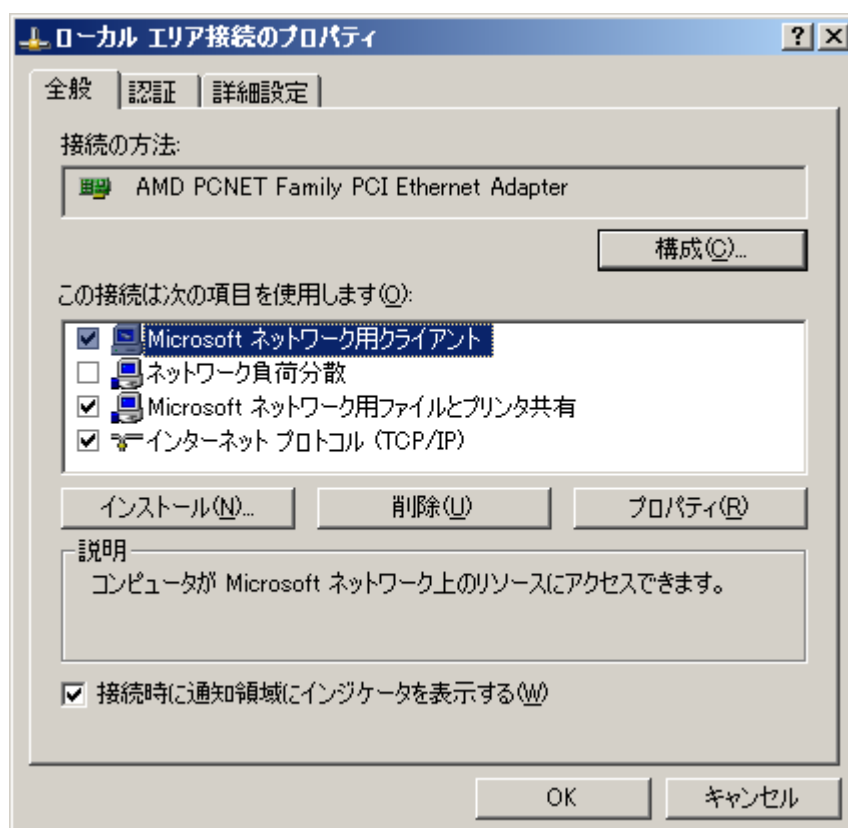 ローカル エリア接続のプロパティ
全般 認証 詳細設定
接続の方法:
AMD PCNET Family PCI Ethernet Adapter
構成(C)...
この接続は次の項目を使用します(O):
Microsoft ネットワーク用クライアント
ネットワーク負荷分散
Microsoft ネットワーク用ファイルとプリンタ共有
インターネット プロトコル (TCP/IP)
インストール(N)... 削除(U) プロパティ(R)
説明
コンピュータが Microsoft ネットワーク上のリソースにアクセスできます。
接続時に通知領域にインジケータを表示する(W)
OK キャンセル